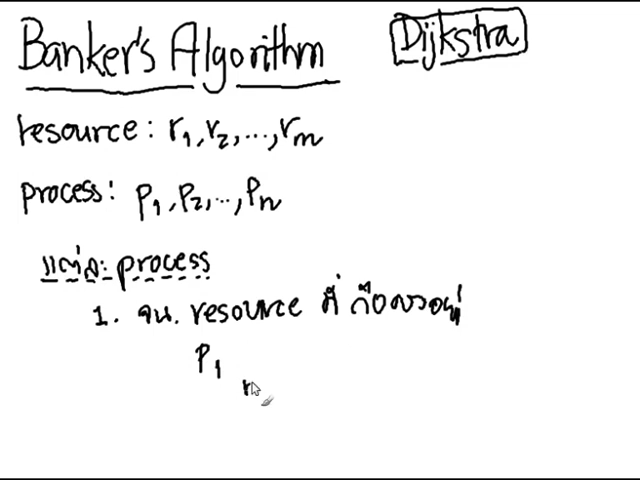 Banker's Algorithm
Dijkstra
resource: r1, r2, ..., rm
process: P1, P2, ..., Pn
แต่ละ process
1. จน. resource ที่ ถือครองอยู่
P1
r